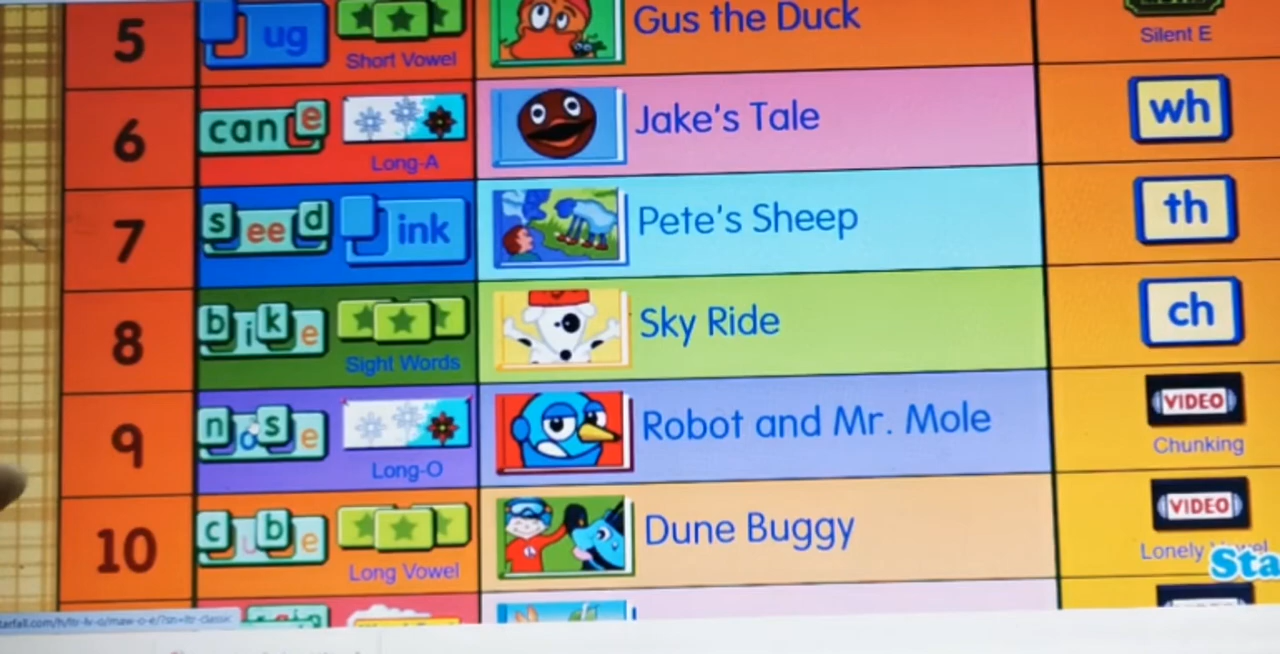 5
ug
Short Vowel
Gus the Duck
Silent E
6
can e
Long-A
Jake's Tale
wh
7
s ee d
ink
Pete's Sheep
th
8
b i k e
Sight Words
Sky Ride
ch
9
n o s e
Long-O
Robot and Mr. Mole
VIDEO
Chunking
10
c u b e
Long Vowel
Dune Buggy
VIDEO
Lonely
Sta